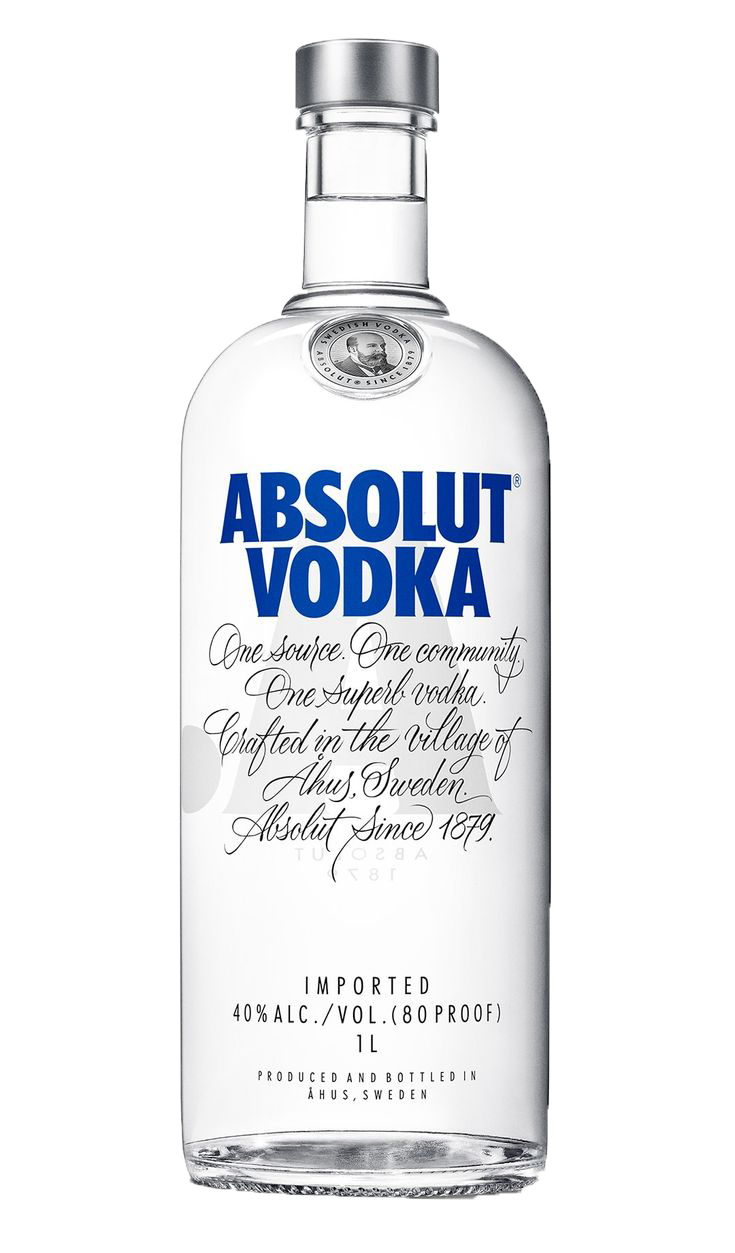 SWEDISH VODKA
ABSOLUT® SINCE 1879
ABSOLUT®
VODKA
One source. One community.
One superb vodka.
Crafted in the village of
Åhus, Sweden.
Absolut Since 1879.
ABSOLUT
1879
IMPORTED
40% ALC./VOL. (80 PROOF)
1L
PRODUCED AND BOTTLED IN
ÅHUS, SWEDEN